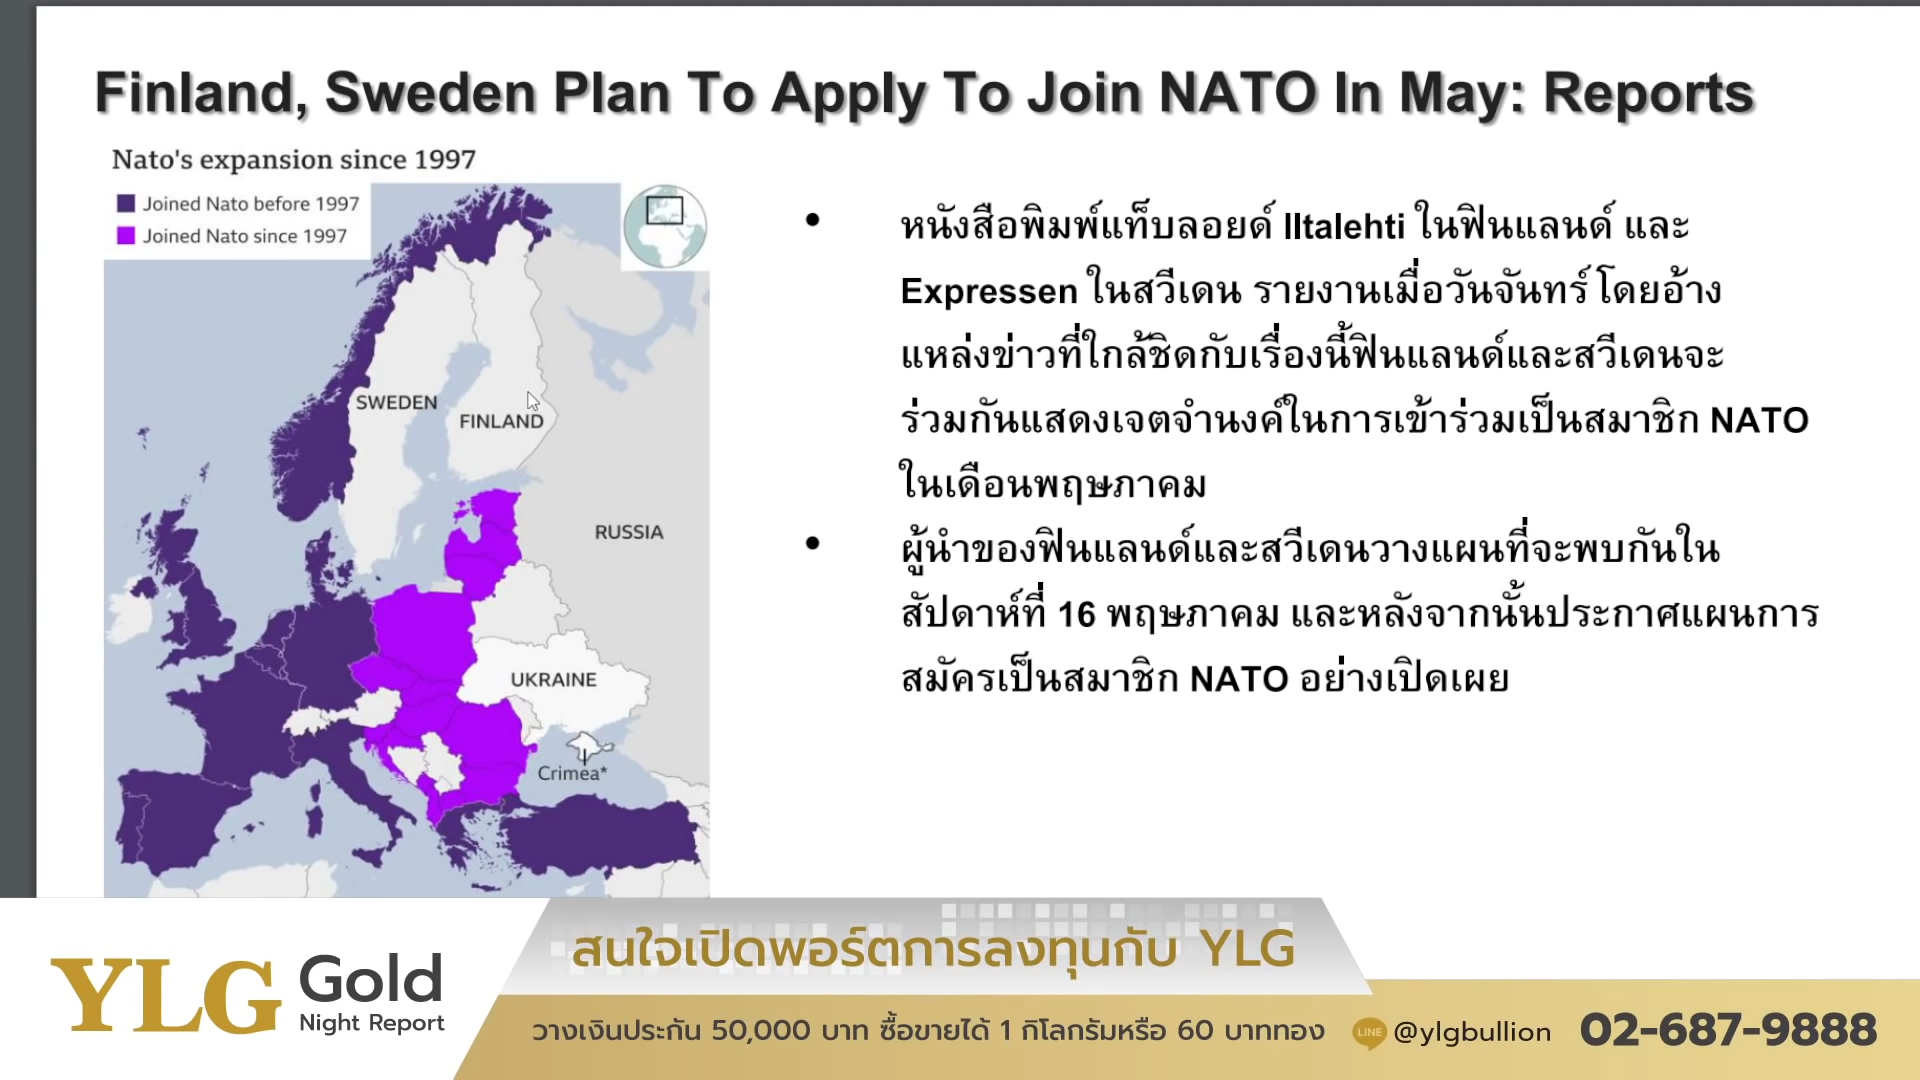 Finland, Sweden Plan To Apply To Join NATO In May: Reports
Nato's expansion since 1997
Joined Nato before 1997
Joined Nato since 1997
SWEDEN
FINLAND
RUSSIA
UKRAINE
Crimea*
• หนังสือพิมพ์แท็บลอยด์ Iltalehti ในฟินแลนด์ และ
Expressen ในสวีเดน รายงานเมื่อวันจันทร์ โดยอ้าง
แหล่งข่าวที่ใกล้ชิดกับเรื่องนี้ฟินแลนด์และสวีเดนจะ
ร่วมกันแสดงเจตจำนงค์ในการเข้าร่วมเป็นสมาชิก NATO
ในเดือนพฤษภาคม
• ผู้นำของฟินแลนด์และสวีเดนวางแผนที่จะพบกันใน
สัปดาห์ที่ 16 พฤษภาคม และหลังจากนั้นประกาศแผนการ
สมัครเป็นสมาชิก NATO อย่างเปิดเผย
YLG Gold
Night Report
สนใจเปิดพอร์ตการลงทุนกับ YLG
วางเงินประกัน 50,000 บาท ซื้อขายได้ 1 กิโลกรัมหรือ 60 บาททอง
LINE @ylgbullion 02-687-9888